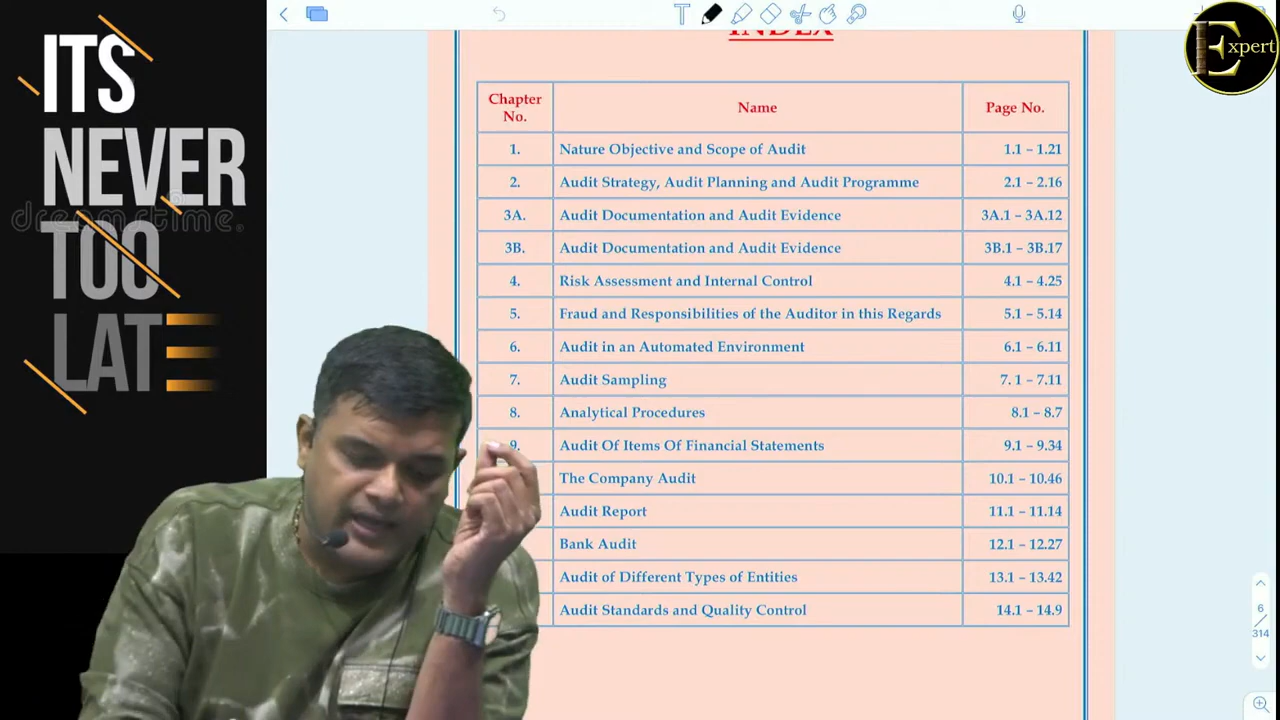 ITS
NEVER
TOO
LATE
dreamstime.
Expert
INDEX
Chapter No. Name Page No.
1. Nature Objective and Scope of Audit 1.1 – 1.21
2. Audit Strategy, Audit Planning and Audit Programme 2.1 – 2.16
3A. Audit Documentation and Audit Evidence 3A.1 – 3A.12
3B. Audit Documentation and Audit Evidence 3B.1 – 3B.17
4. Risk Assessment and Internal Control 4.1 – 4.25
5. Fraud and Responsibilities of the Auditor in this Regards 5.1 – 5.14
6. Audit in an Automated Environment 6.1 – 6.11
7. Audit Sampling 7. 1 – 7.11
8. Analytical Procedures 8.1 – 8.7
9. Audit Of Items Of Financial Statements 9.1 – 9.34
The Company Audit 10.1 – 10.46
Audit Report 11.1 – 11.14
Bank Audit 12.1 – 12.27
Audit of Different Types of Entities 13.1 – 13.42
Audit Standards and Quality Control 14.1 – 14.9
6
/
314